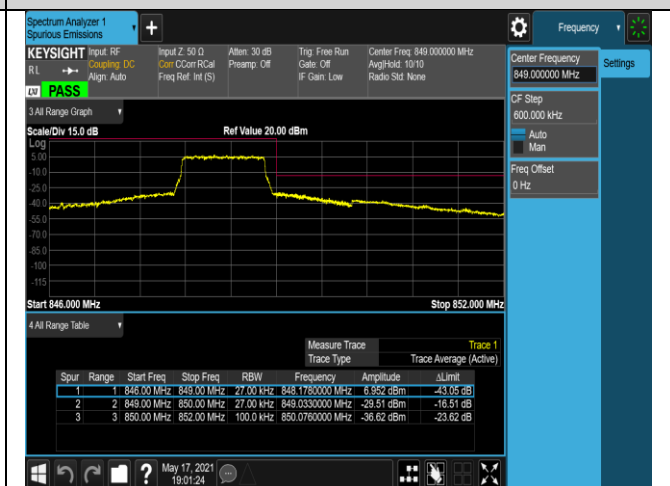 Spectrum Analyzer 1
Spurious Emissions
Frequency
KEYSIGHT Input: RF Input Z: 50 Ω Atten: 30 dB Trig: Free Run Center Freq: 849.000000 MHz
RL Coupling: DC Corr CCorr RCal Preamp: Off Gate: Off Avg|Hold: 10/10
Align: Auto Freq Ref: Int (S) IF Gain: Low Radio Std: None
LXI PASS
Center Frequency
849.000000 MHz
Settings
CF Step
600.000 kHz
Auto
Man
Freq Offset
0 Hz
3 All Range Graph
Scale/Div 15.0 dB Ref Value 20.00 dBm
Log
5.00
-10.0
-25.0
-40.0
-55.0
-70.0
-85.0
-100
-115
Start 846.000 MHz Stop 852.000 MHz
4 All Range Table
Measure Trace Trace 1
Trace Type Trace Average (Active)
Spur Range Start Freq Stop Freq RBW Frequency Amplitude ΔLimit
1 1 846.00 MHz 849.00 MHz 27.00 kHz 848.1780000 MHz 6.952 dBm -43.05 dB
2 2 849.00 MHz 850.00 MHz 27.00 kHz 849.0330000 MHz -29.51 dBm -16.51 dB
3 3 850.00 MHz 852.00 MHz 100.0 kHz 850.0760000 MHz -36.62 dBm -23.62 dB
May 17, 2021
19:01:24